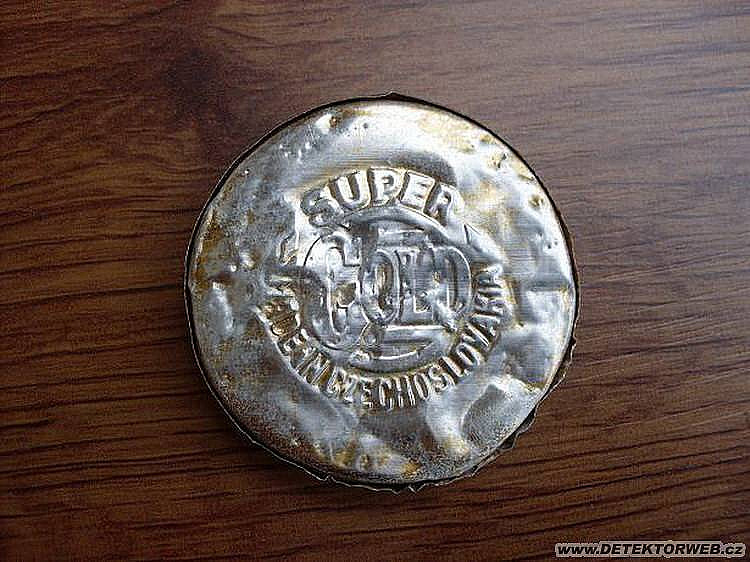 SUPER
GOLD
MADE IN CZECHOSLOVAKIA
www.DETEKTORWEB.cz